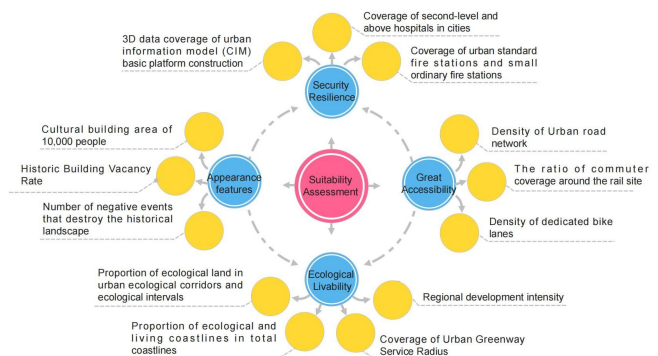 Coverage of second-level and
above hospitals in cities
3D data coverage of urban
information model (CIM)
basic platform construction
Coverage of urban standard
fire stations and small
ordinary fire stations
Security
Resilience
Cultural building area of
10,000 people
Historic Building Vacancy
Rate
Number of negative events
that destroy the historical
landscape
Appearance
features
Suitability
Assessment
Great
Accessibility
Density of Urban road
network
The ratio of commuter
coverage around the rail site
Density of dedicated bike
lanes
Ecological
Livability
Proportion of ecological land in
urban ecological corridors and
ecological intervals
Proportion of ecological and
living coastlines in total
coastlines
Coverage of Urban Greenway
Service Radius
Regional development intensity